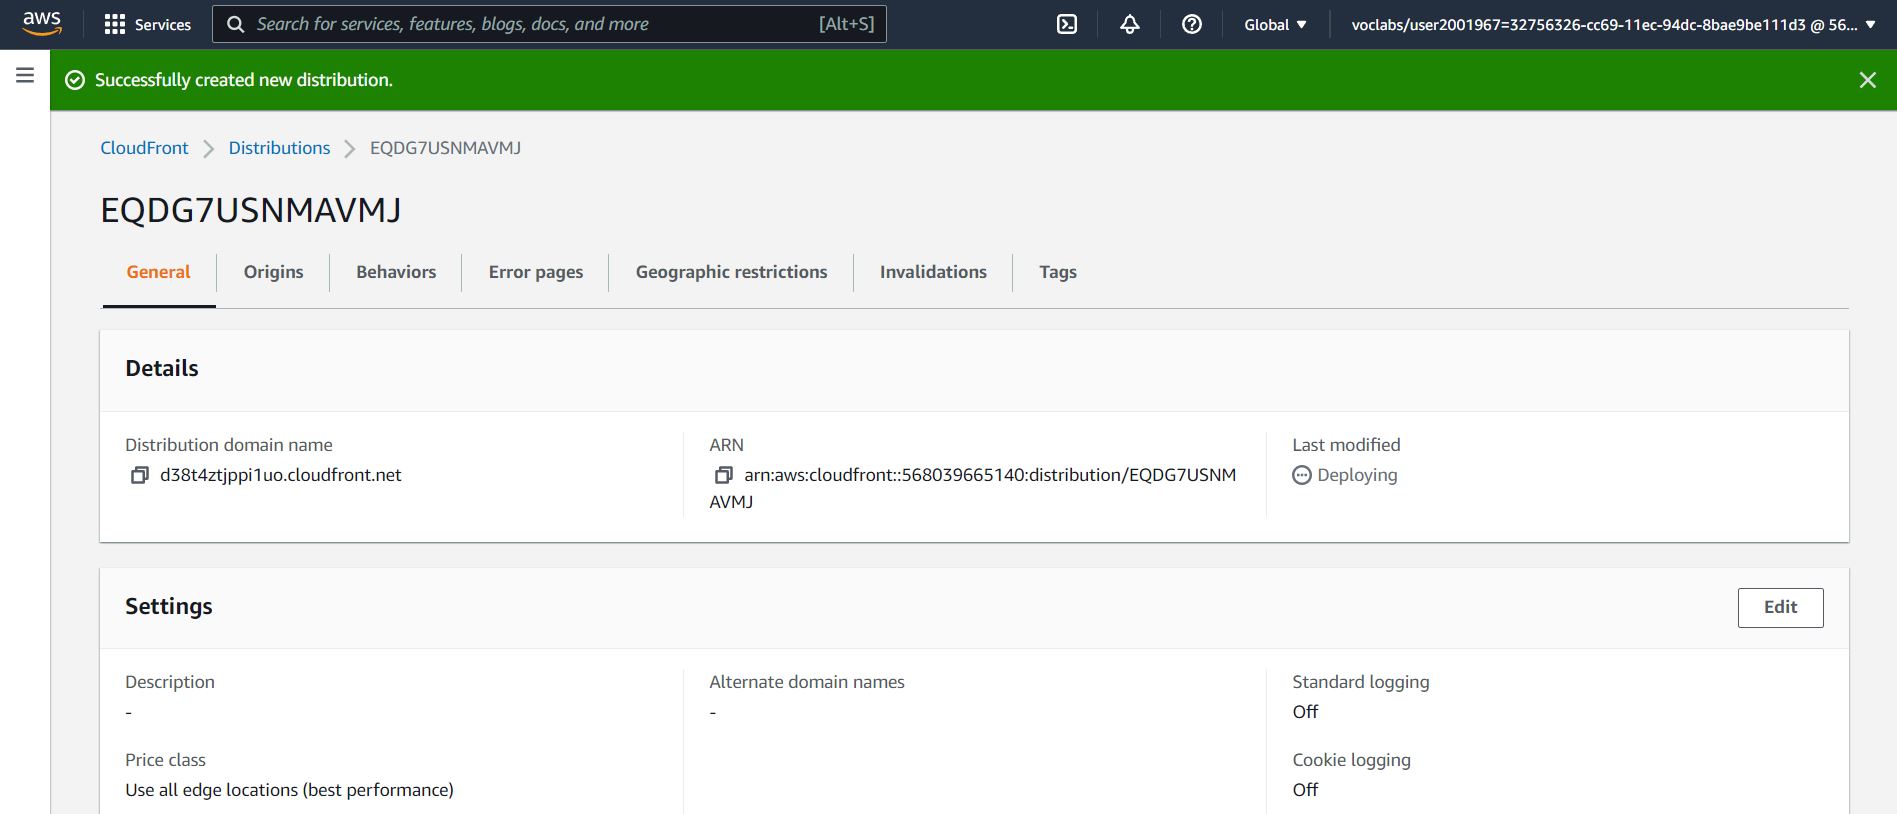 aws Services Search for services, features, blogs, docs, and more [Alt+S] Global voclabs/user2001967=32756326-cc69-11ec-94dc-8bae9be111d3 @ 56...
Successfully created new distribution.
CloudFront Distributions EQDG7USNMAVMJ
EQDG7USNMAVMJ
General Origins Behaviors Error pages Geographic restrictions Invalidations Tags
Details
Distribution domain name
d38t4ztjppi1uo.cloudfront.net
ARN
arn:aws:cloudfront::568039665140:distribution/EQDG7USNM
AVMJ
Last modified
Deploying
Settings
Edit
Description
-
Alternate domain names
-
Standard logging
Off
Price class
Use all edge locations (best performance)
Cookie logging
Off